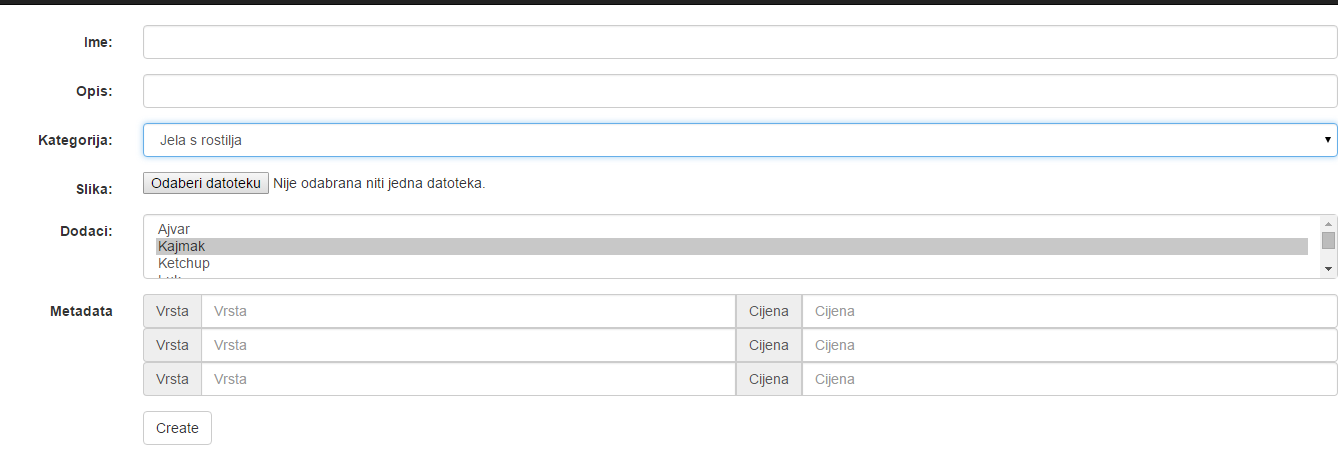 Ime:
Opis:
Kategorija: Jela s rostilja
Slika: Odaberi datoteku Nije odabrana niti jedna datoteka.
Dodaci: Ajvar
Kajmak
Ketchup
Metadata Vrsta Vrsta Cijena Cijena
Vrsta Vrsta Cijena Cijena
Vrsta Vrsta Cijena Cijena
Create